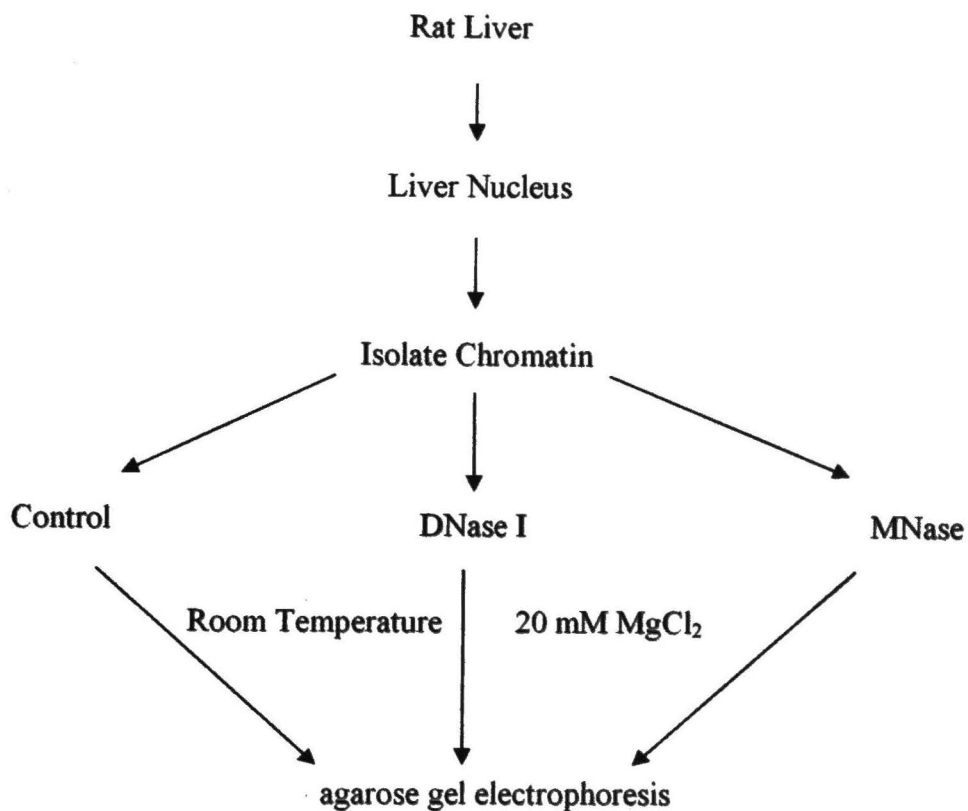 Rat Liver
Liver Nucleus
Isolate Chromatin
Control
DNase I
MNase
Room Temperature
20 mM MgCl₂
agarose gel electrophoresis